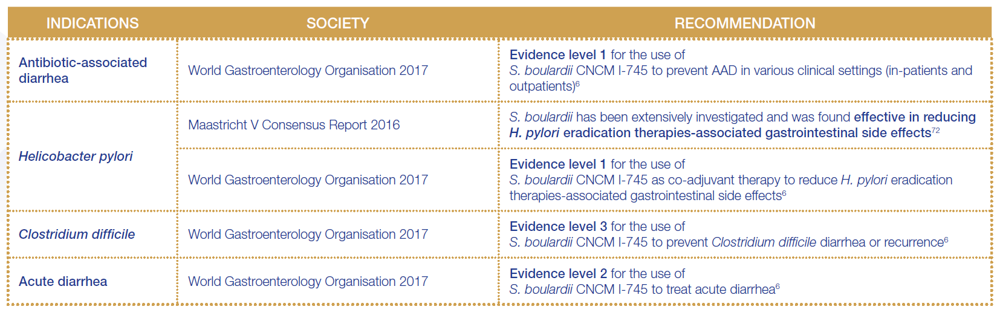 INDICATIONS SOCIETY RECOMMENDATION
Antibiotic-associated
diarrhea
World Gastroenterology Organisation 2017
Evidence level 1 for the use of
S. boulardii CNCM I-745 to prevent AAD in various clinical settings (in-patients and
outpatients)⁶
Helicobacter pylori
Maastricht V Consensus Report 2016
S. boulardii has been extensively investigated and was found effective in reducing
H. pylori eradication therapies-associated gastrointestinal side effects⁷²
World Gastroenterology Organisation 2017
Evidence level 1 for the use of
S. boulardii CNCM I-745 as co-adjuvant therapy to reduce H. pylori eradication
therapies-associated gastrointestinal side effects⁶
Clostridium difficile
World Gastroenterology Organisation 2017
Evidence level 3 for the use of
S. boulardii CNCM I-745 to prevent Clostridium difficile diarrhea or recurrence⁶
Acute diarrhea
World Gastroenterology Organisation 2017
Evidence level 2 for the use of
S. boulardii CNCM I-745 to treat acute diarrhea⁶